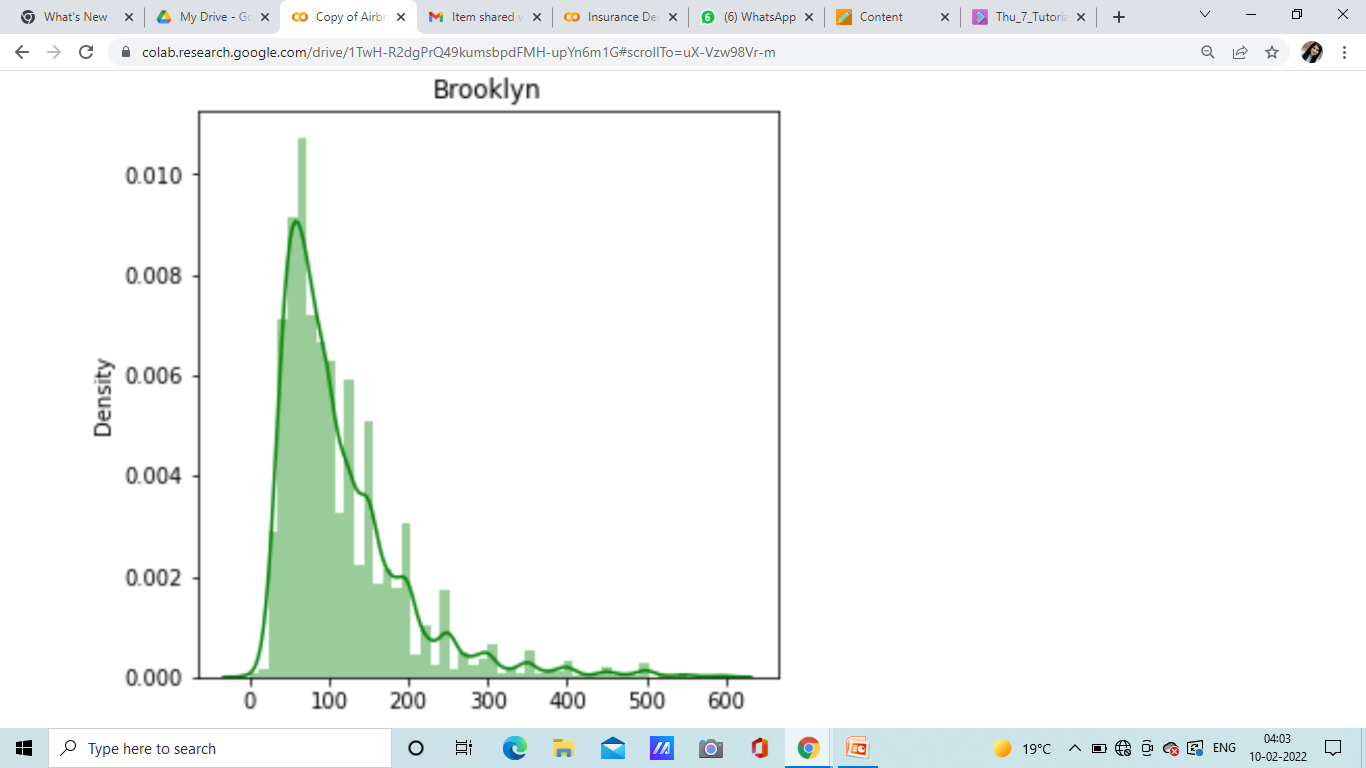 What's New
My Drive - Go
Copy of Airbn
Item shared w
Insurance De
(6) WhatsApp
Content
Thu_7_Tutoria
colab.research.google.com/drive/1TwH-R2dgPrQ49kumsbpdFMH-upYn6m1G#scrollTo=uX-Vzw98Vr-m
Brooklyn
Density
0.010
0.008
0.006
0.004
0.002
0.000
0 100 200 300 400 500 600
Type here to search
19°C
ENG
04:03
10-02-2022